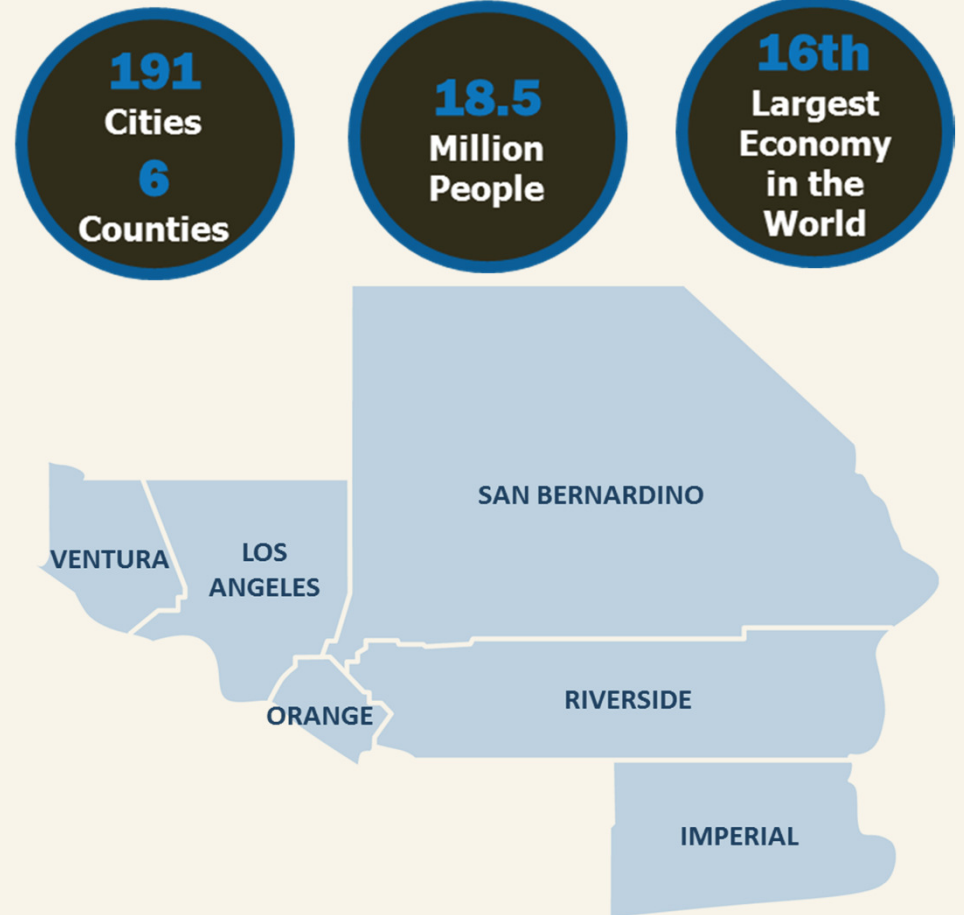 191
Cities
6
Counties
18.5
Million
People
16th
Largest
Economy
in the
World
SAN BERNARDINO
VENTURA
LOS
ANGELES
ORANGE
RIVERSIDE
IMPERIAL